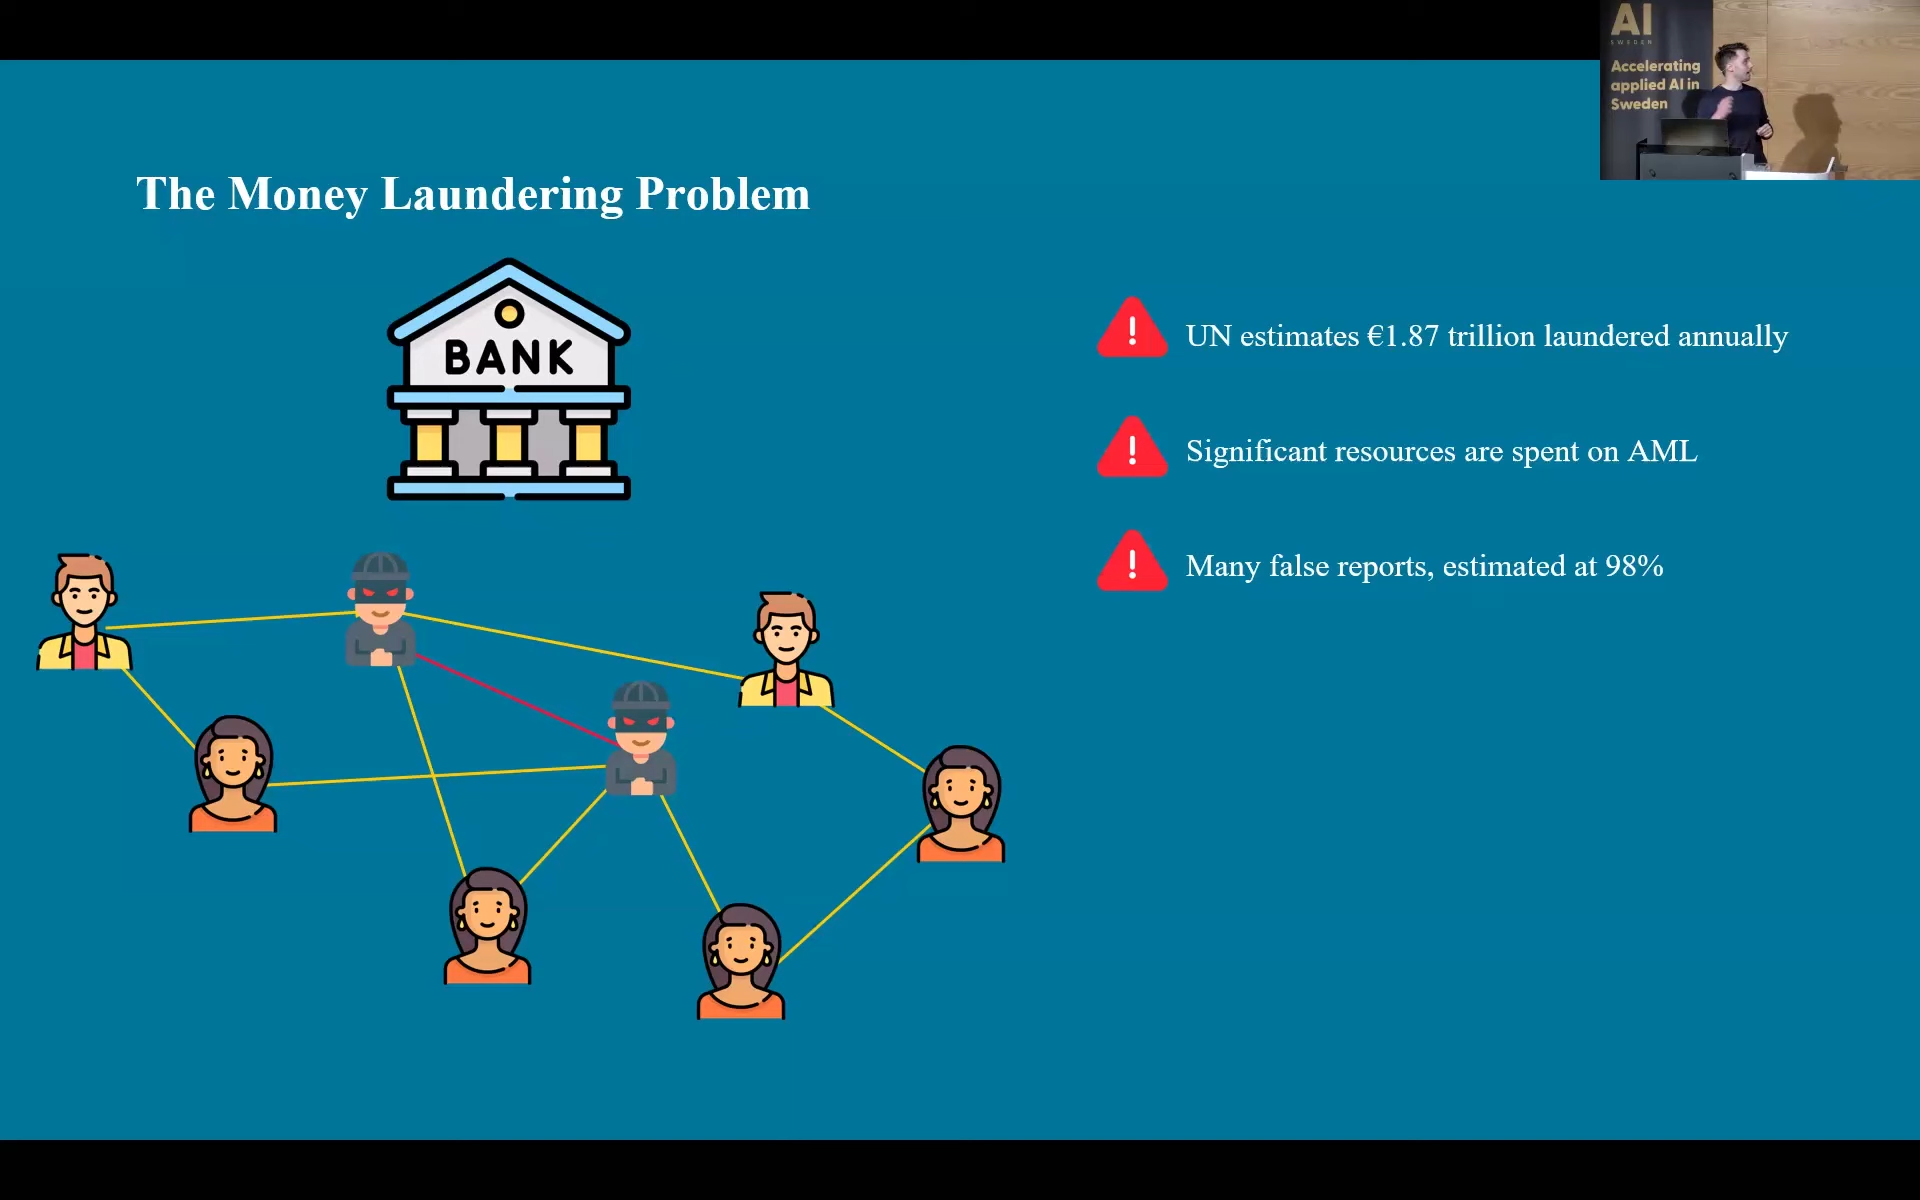 AI
SWEDEN
Accelerating
applied AI in
Sweden
The Money Laundering Problem
BANK
UN estimates €1.87 trillion laundered annually
Significant resources are spent on AML
Many false reports, estimated at 98%